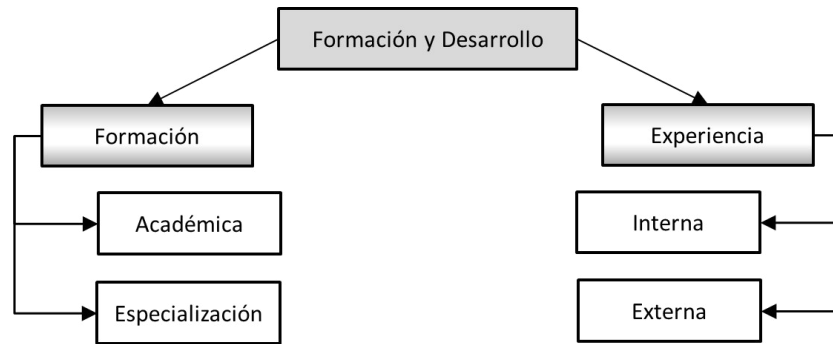 Formación y Desarrollo
Formación
Experiencia
Académica
Interna
Especialización
Externa